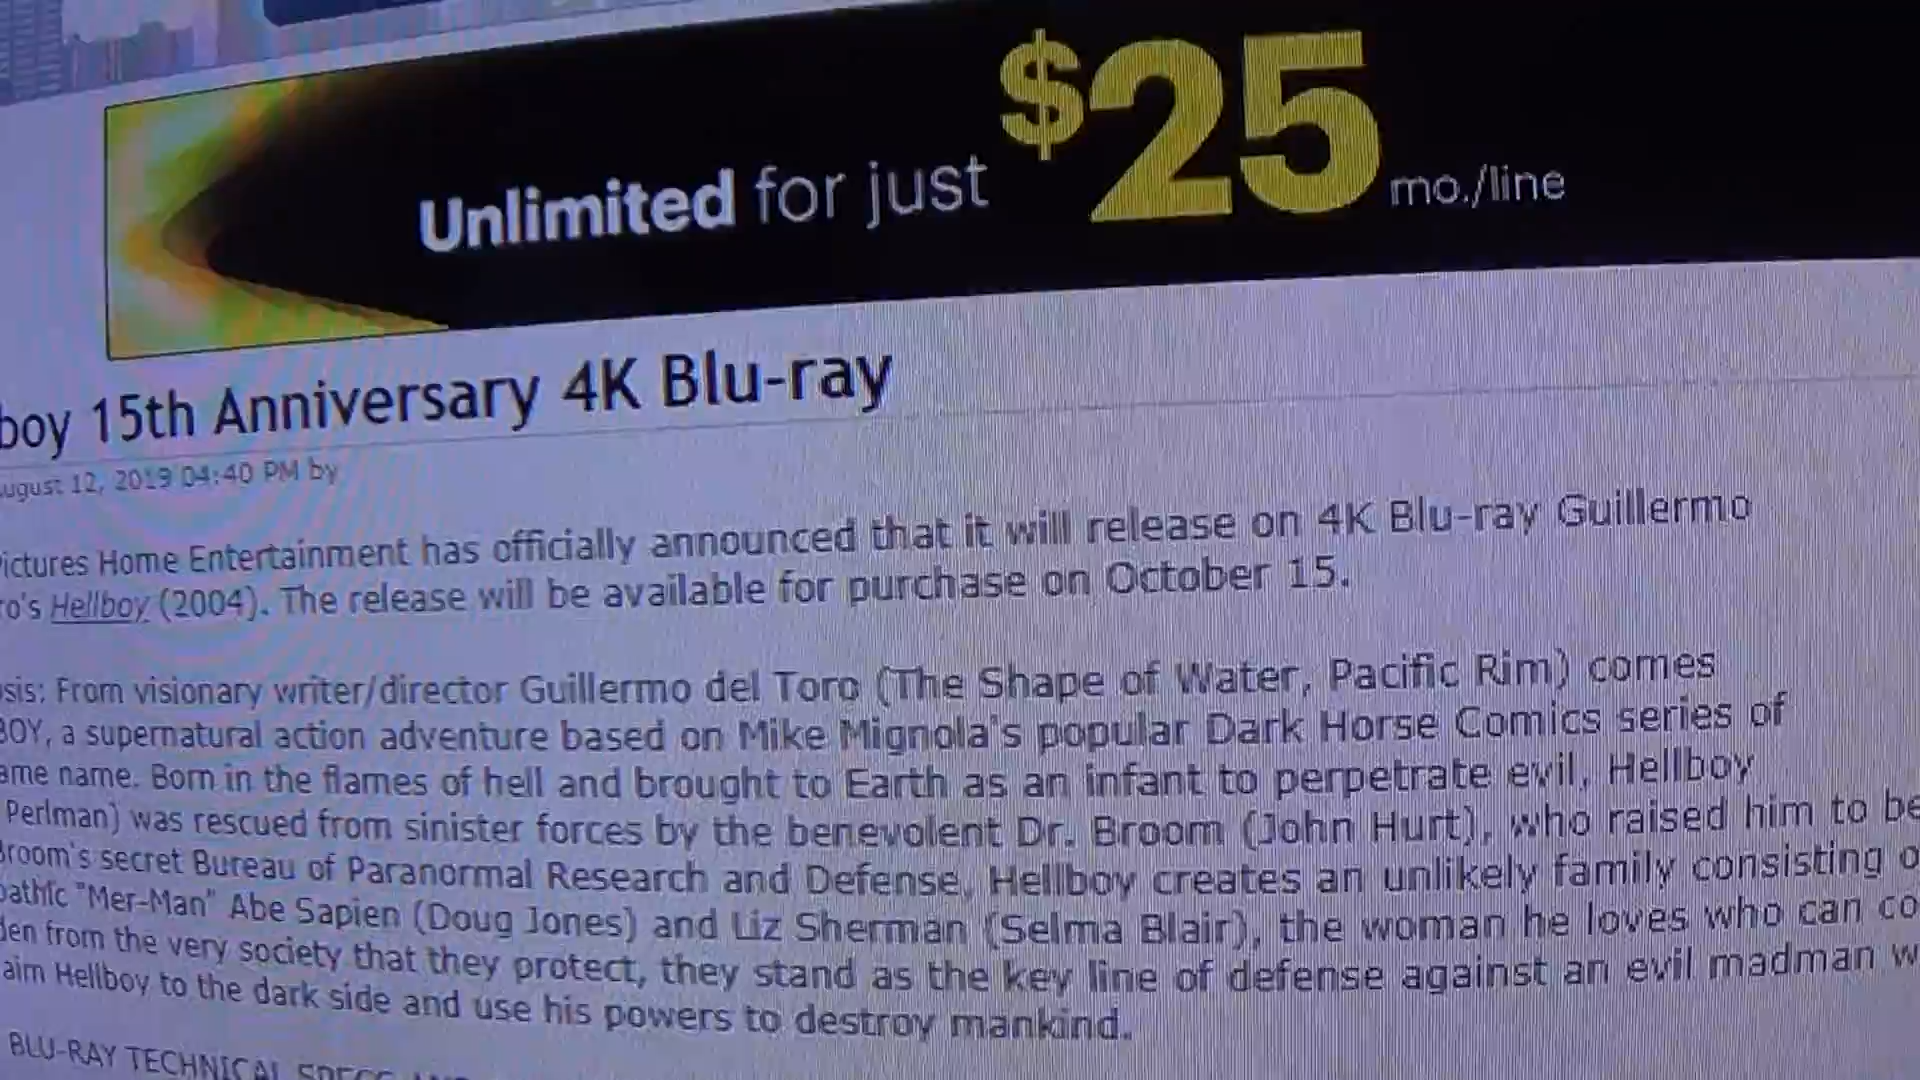 Unlimited for just $25 mo./line
boy 15th Anniversary 4K Blu-ray
ugust 12, 2019 04:40 PM by
ictures Home Entertainment has officially announced that it will release on 4K Blu-ray Guillermo
ro's Hellboy (2004). The release will be available for purchase on October 15.
sis: From visionary writer/director Guillermo del Toro (The Shape of Water, Pacific Rim) comes
BOY, a supernatural action adventure based on Mike Mignola's popular Dark Horse Comics series of
ame name. Born in the flames of hell and brought to Earth as an infant to perpetrate evil, Hellboy
Perlman) was rescued from sinister forces by the benevolent Dr. Broom (John Hurt), who raised him to be
Broom's secret Bureau of Paranormal Research and Defense, Hellboy creates an unlikely family consisting o
pathic "Mer-Man" Abe Sapien (Doug Jones) and Liz Sherman (Selma Blair), the woman he loves who can co
den from the very society that they protect, they stand as the key line of defense against an evil madman w
aim Hellboy to the dark side and use his powers to destroy mankind.
BLU-RAY TECHNICAL